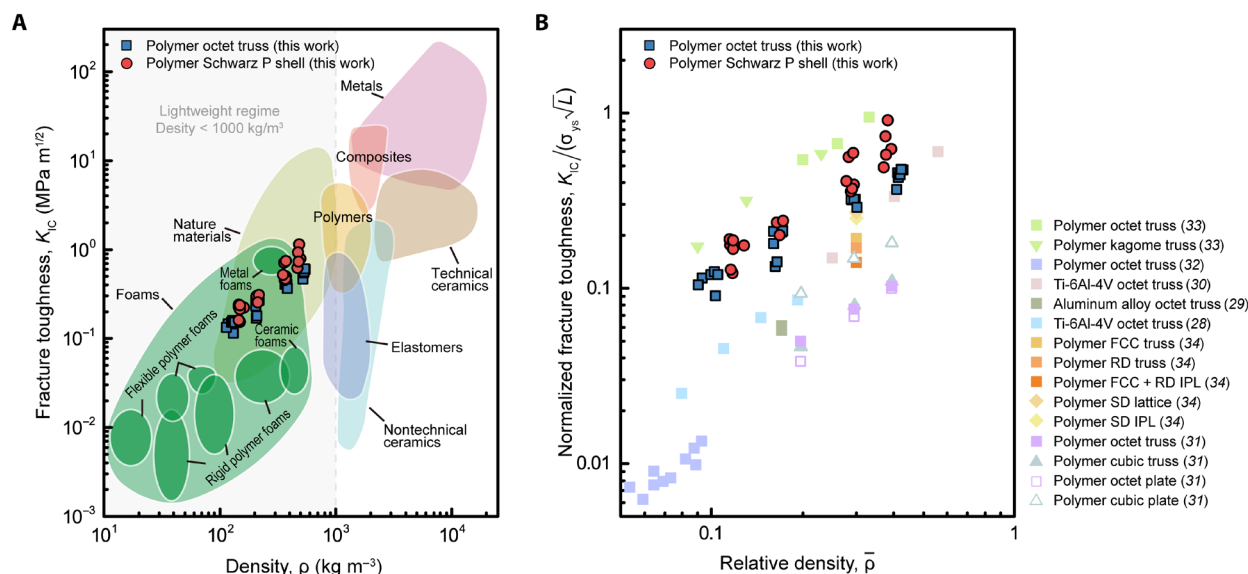 A
Polymer octet truss (this work)
Polymer Schwarz P shell (this work)
Lightweight regime
Desity < 1000 kg/m³
Metals
Composites
Polymers
Nature
materials
Technical
ceramics
Metal
foams
Foams
Flexible polymer foams
Ceramic
foams
Elastomers
Rigid polymer foams
Nontechnical
ceramics
Fracture toughness, K_IC (MPa m^1/2)
10³
10²
10¹
10⁰
10⁻¹
10⁻²
10⁻³
10¹
10²
10³
10⁴
Density, ρ (kg m⁻³)
B
Polymer octet truss (this work)
Polymer Schwarz P shell (this work)
Normalized fracture toughness, K_IC/(σ_ys√L)
1
0.1
0.01
0.1
1
Relative density, ρ̄
Polymer octet truss (33)
Polymer kagome truss (33)
Polymer octet truss (32)
Ti-6Al-4V octet truss (30)
Aluminum alloy octet truss (29)
Ti-6Al-4V octet truss (28)
Polymer FCC truss (34)
Polymer RD truss (34)
Polymer FCC + RD IPL (34)
Polymer SD lattice (34)
Polymer SD IPL (34)
Polymer octet truss (31)
Polymer cubic truss (31)
Polymer octet plate (31)
Polymer cubic plate (31)